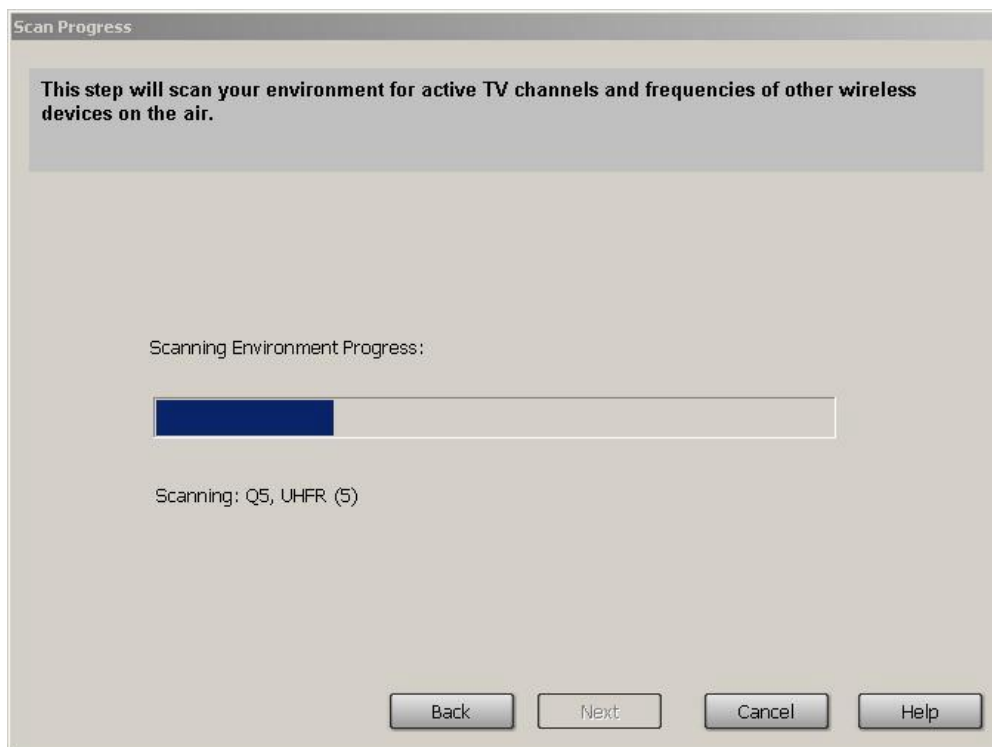 Scan Progress
This step will scan your environment for active TV channels and frequencies of other wireless
devices on the air.
Scanning Environment Progress:
Scanning: Q5, UHFR (5)
Back Next Cancel Help